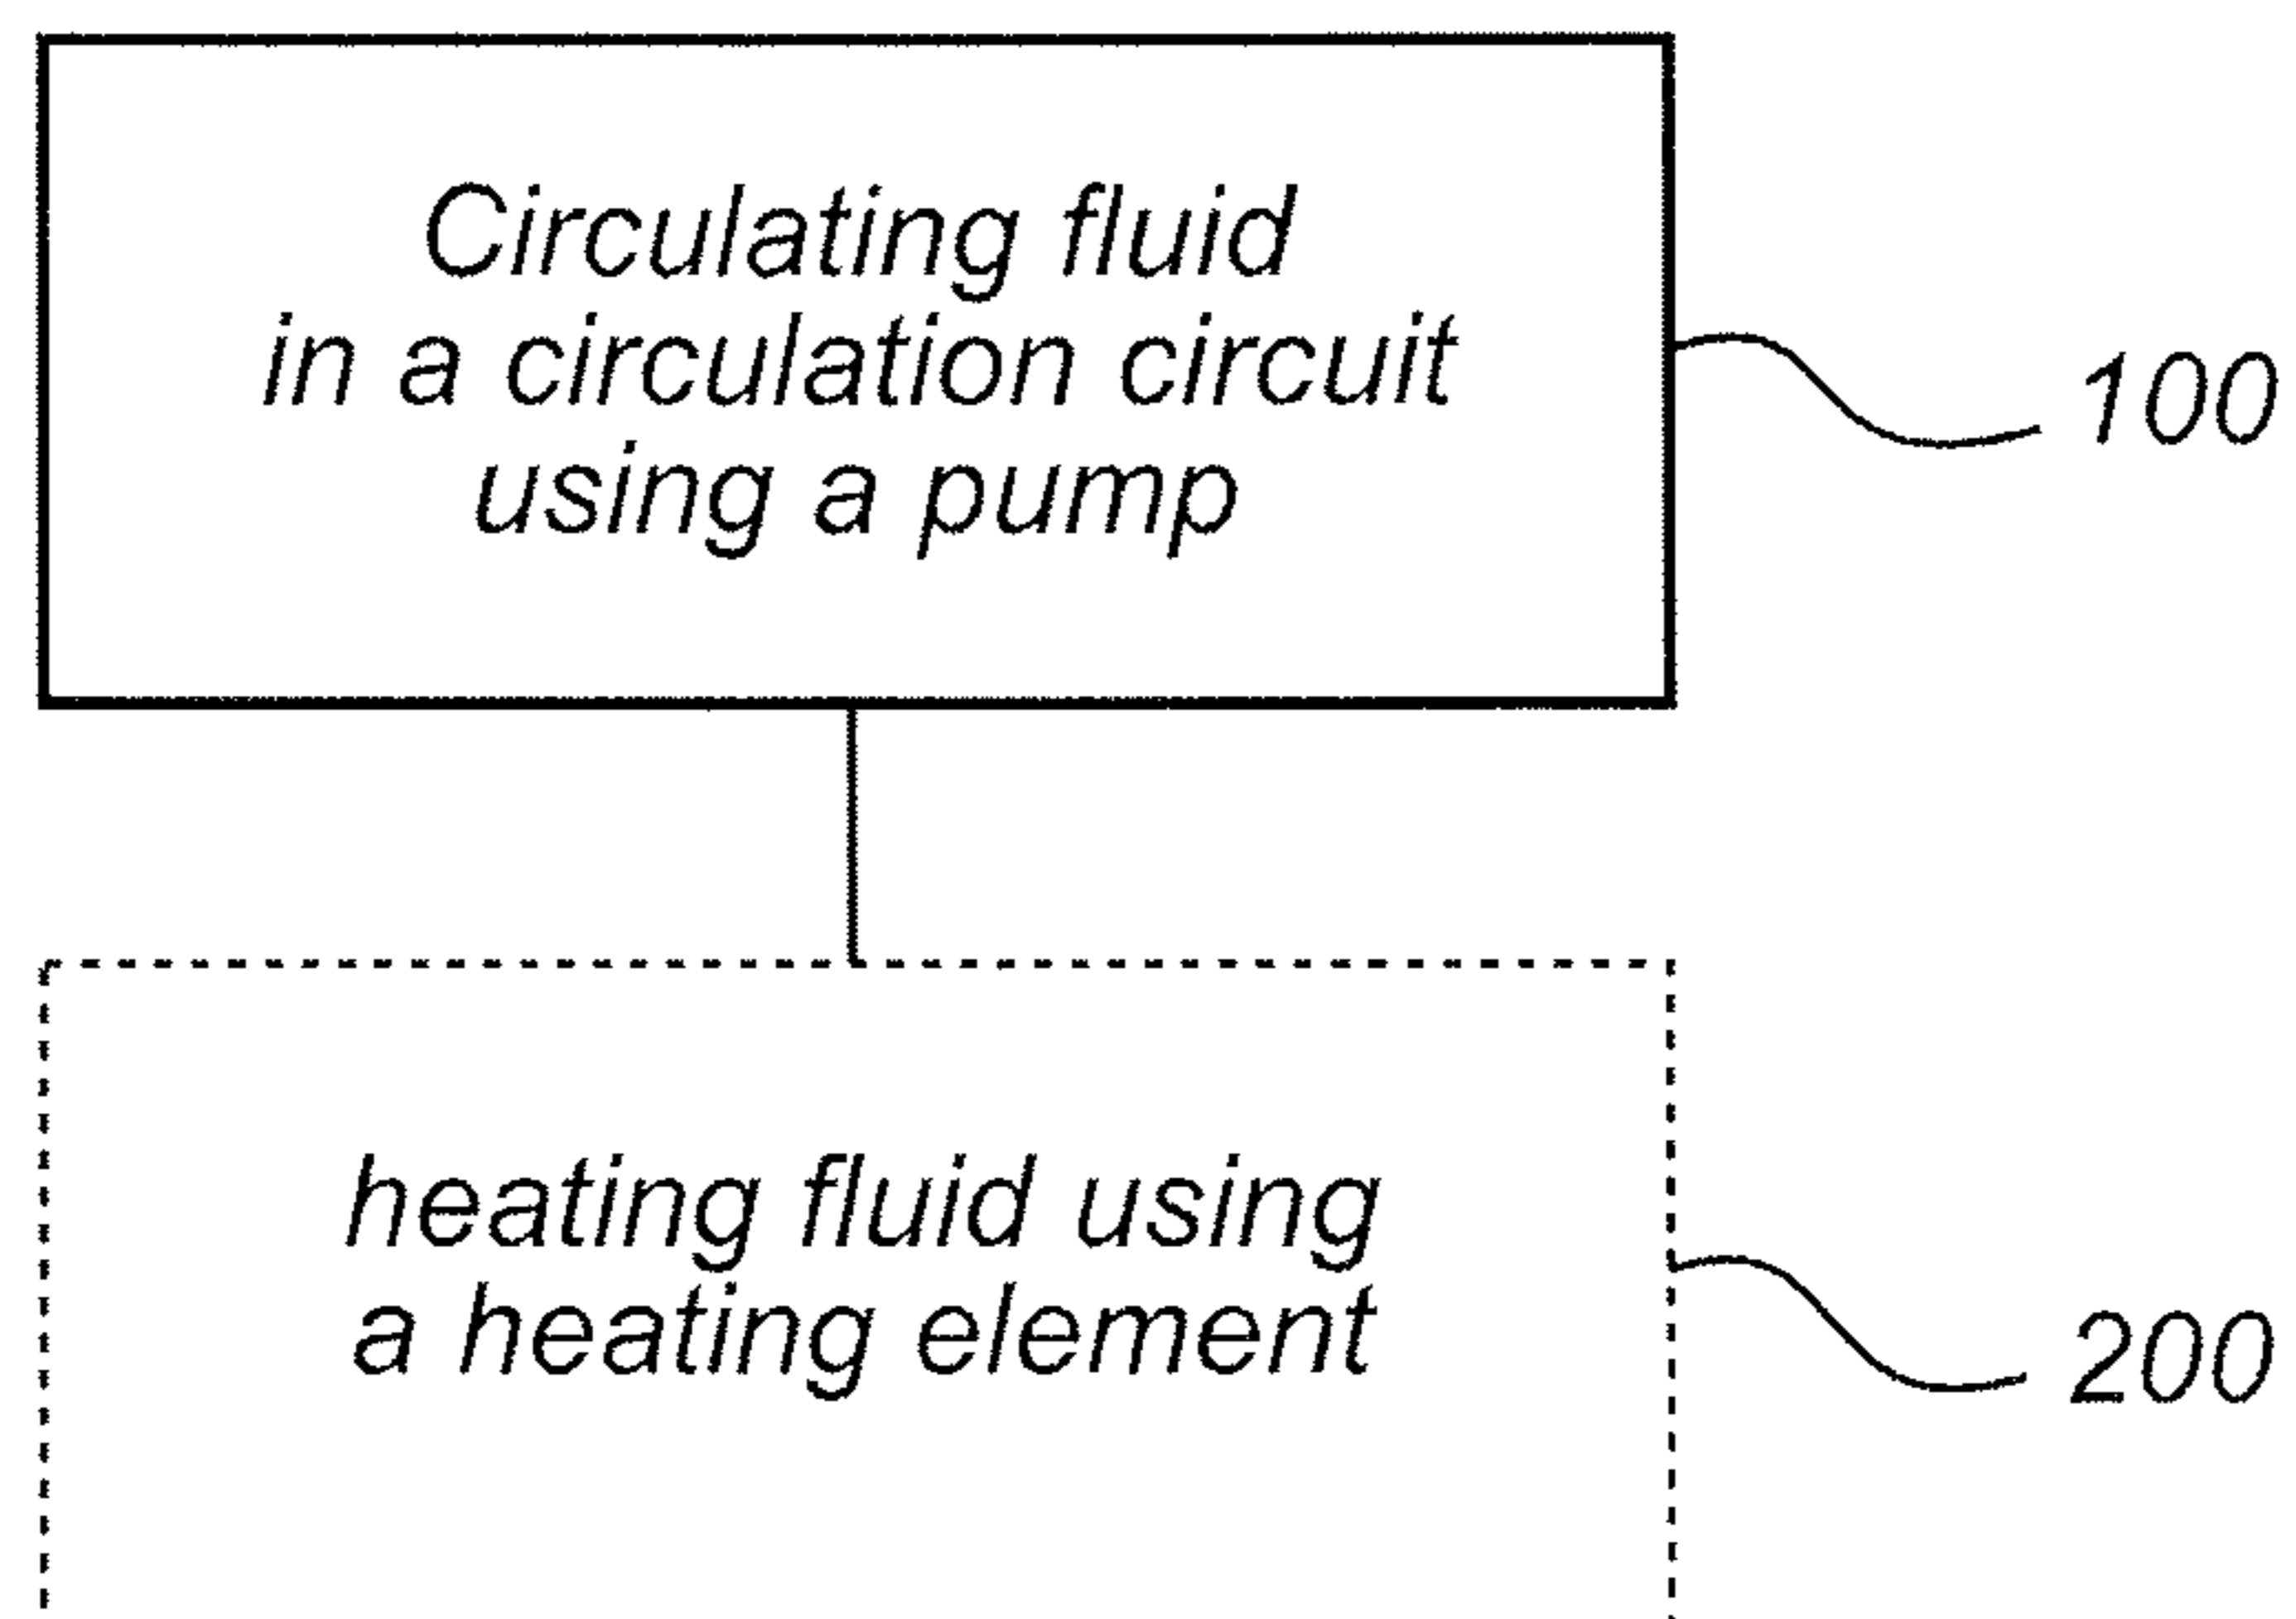 Circulating fluid
in a circulation circuit
using a pump
100
heating fluid using
a heating element
200